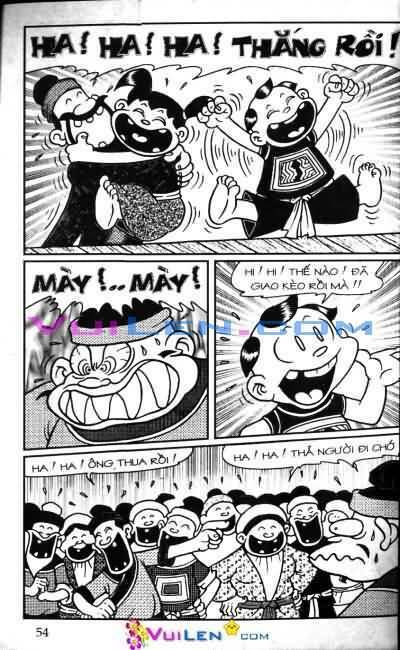 HA! HA! HA! THẮNG RỒI!
MÀY!..MÀY!
HI! HI! THẾ NÀO! ĐÃ
GIAO KÈO RỒI MÀ!!
VUILEN.COM
HA! HA! ÔNG THUA RỒI!
HA! HA! THẢ NGƯỜI ĐI CHỚ
54
VUILEN.COM